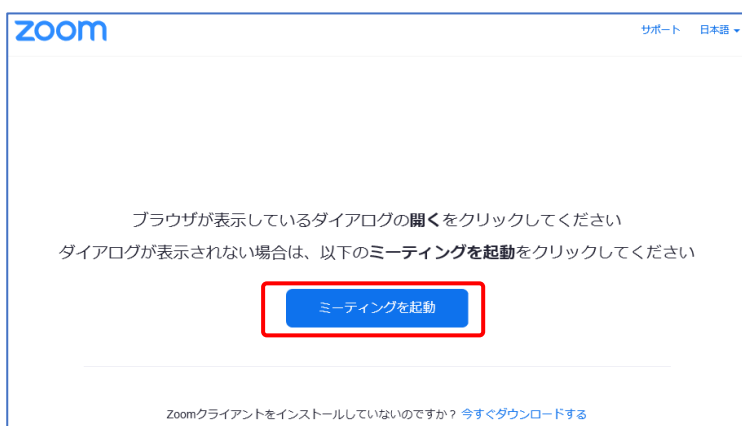 zoom
サポート 日本語
ブラウザが表示しているダイアログの開くをクリックしてください
ダイアログが表示されない場合は、以下のミーティングを起動をクリックしてください
ミーティングを起動
Zoomクライアントをインストールしていないのですか？ 今すぐダウンロードする